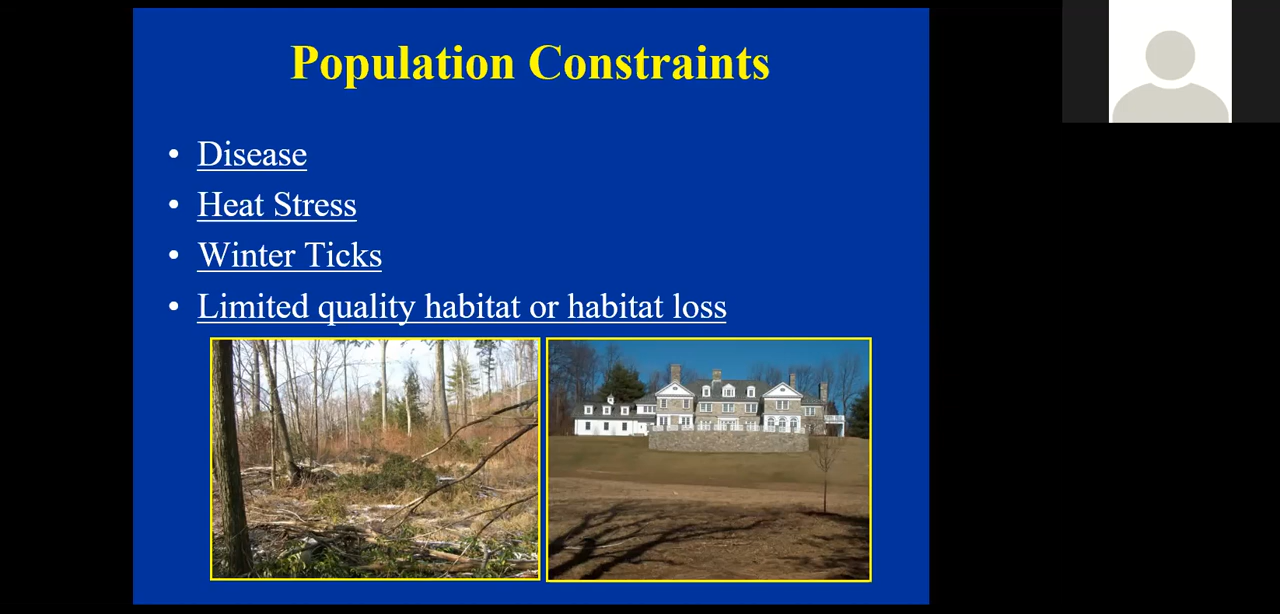 Population Constraints
• Disease
• Heat Stress
• Winter Ticks
• Limited quality habitat or habitat loss